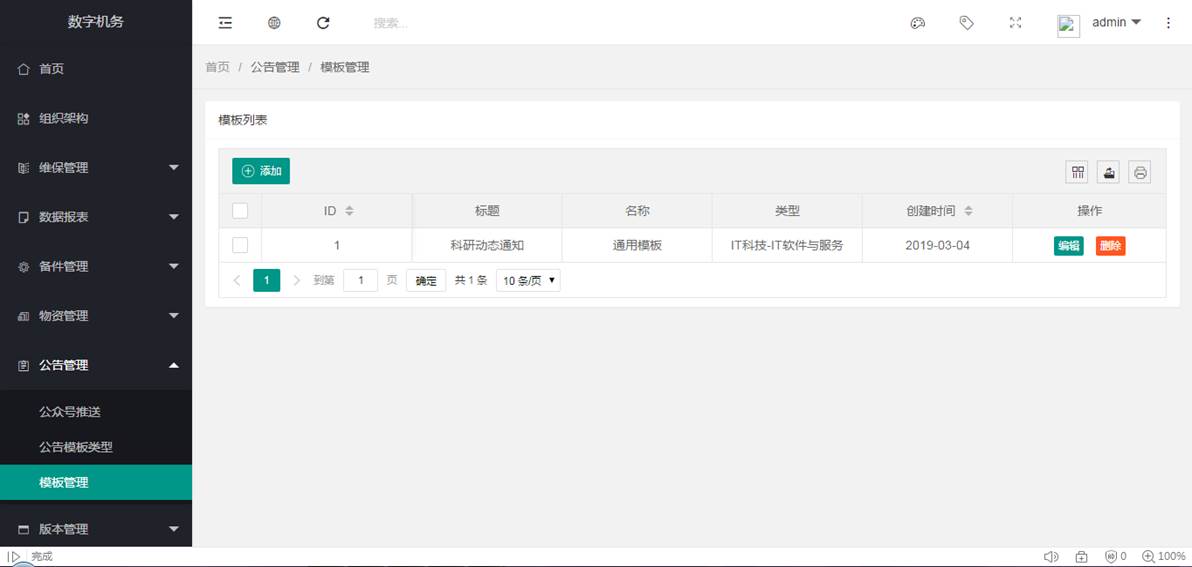 数字机务
搜索...
admin
首页
组织架构
维保管理
数据报表
备件管理
物资管理
公告管理
公众号推送
公告模板类型
模板管理
版本管理
首页 / 公告管理 / 模板管理
模板列表
添加
ID 标题 名称 类型 创建时间 操作
1 科研动态通知 通用模板 IT科技-IT软件与服务 2019-03-04 编辑 删除
1 到第 1 页 确定 共 1 条 10 条/页
完成
0 100%